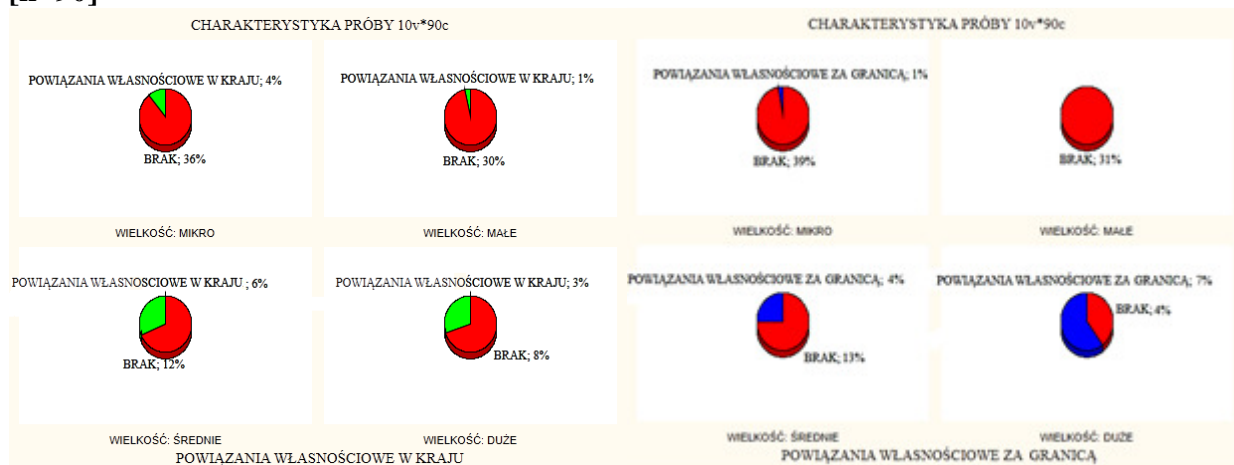 CHARAKTERYSTYKA PRÓBY 10v*90c
POWIĄZANIA WŁASNOŚCIOWE W KRAJU; 4%
BRAK; 36%
WIELKOŚĆ: MIKRO
POWIĄZANIA WŁASNOŚCIOWE W KRAJU; 1%
BRAK; 30%
WIELKOŚĆ: MAŁE
POWIĄZANIA WŁASNOSCIOWE W KRAJU ; 6%
BRAK; 12%
WIELKOŚĆ: ŚREDNIE
POWIĄZANIA WŁASNOŚCIOWE W KRAJU; 3%
BRAK; 8%
WIELKOŚĆ: DUŻE
POWIĄZANIA WŁASNOŚCIOWE W KRAJU
CHARAKTERYSTYKA PRÓBY 10v*90c
POWIĄZANIA WŁASNOŚCIOWE ZA GRANICĄ; 1%
BRAK; 39%
WIELKOŚĆ: MIKRO
BRAK; 31%
WIELKOŚĆ: MAŁE
POWIĄZANIA WŁASNOŚCIOWE ZA GRANICĄ; 4%
BRAK; 13%
WIELKOŚĆ: ŚREDNIE
POWIĄZANIA WŁASNOŚCIOWE ZA GRANICĄ; 7%
BRAK; 4%
WIELKOŚĆ: DUŻE
POWIĄZANIA WŁASNOŚCIOWE ZA GRANICĄ